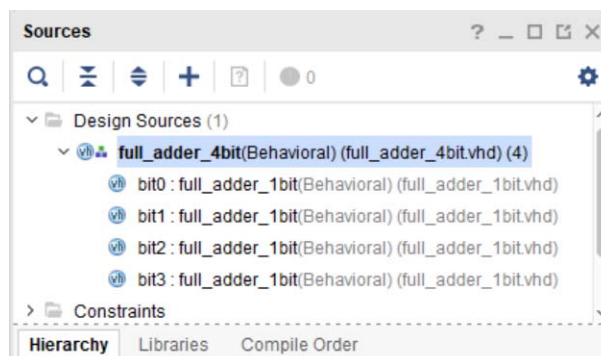 Sources
0
Design Sources (1)
full_adder_4bit(Behavioral) (full_adder_4bit.vhd) (4)
bit0 : full_adder_1bit(Behavioral) (full_adder_1bit.vhd)
bit1 : full_adder_1bit(Behavioral) (full_adder_1bit.vhd)
bit2 : full_adder_1bit(Behavioral) (full_adder_1bit.vhd)
bit3 : full_adder_1bit(Behavioral) (full_adder_1bit.vhd)
Constraints
Hierarchy Libraries Compile Order